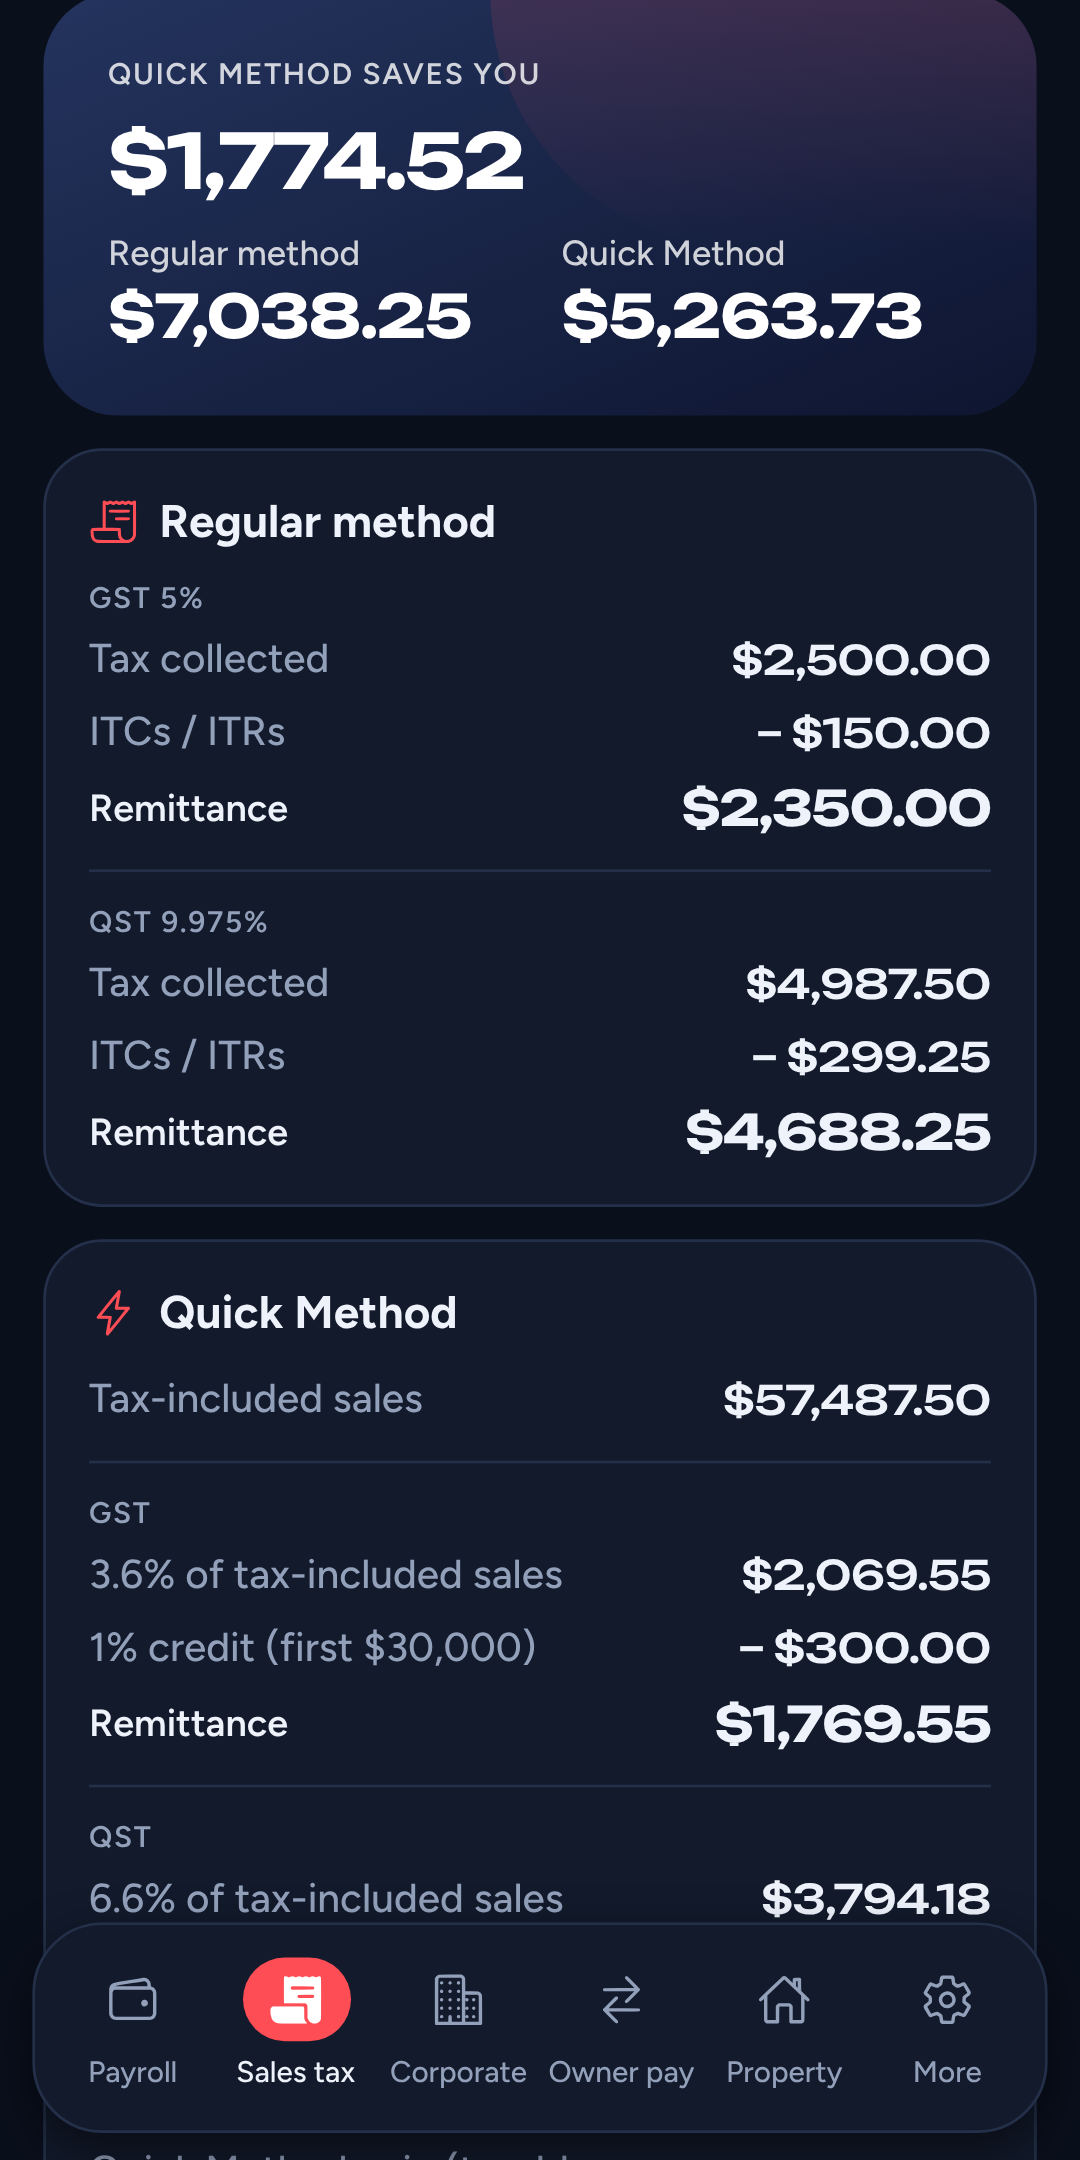 QUICK METHOD SAVES YOU
$1,774.52
Regular method Quick Method
$7,038.25 $5,263.73
Regular method
GST 5%
Tax collected $2,500.00
ITCs / ITRs – $150.00
Remittance $2,350.00
QST 9.975%
Tax collected $4,987.50
ITCs / ITRs – $299.25
Remittance $4,688.25
Quick Method
Tax-included sales $57,487.50
GST
3.6% of tax-included sales $2,069.55
1% credit (first $30,000) – $300.00
Remittance $1,769.55
QST
6.6% of tax-included sales $3,794.18
Payroll Sales tax Corporate Owner pay Property More